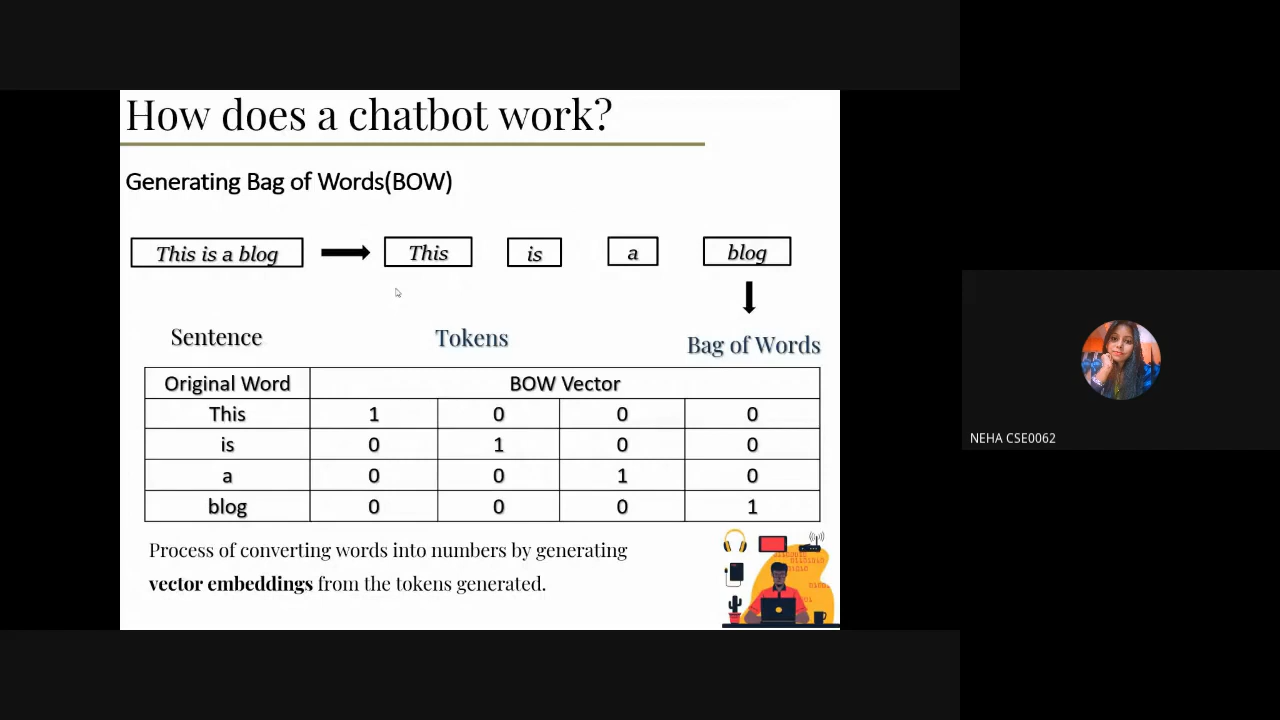 How does a chatbot work?
Generating Bag of Words(BOW)
This is a blog This is a blog
Sentence Tokens Bag of Words
Original Word BOW Vector
This 1 0 0 0
is 0 1 0 0
a 0 0 1 0
blog 0 0 0 1
Process of converting words into numbers by generating
vector embeddings from the tokens generated.
NEHA CSE0062